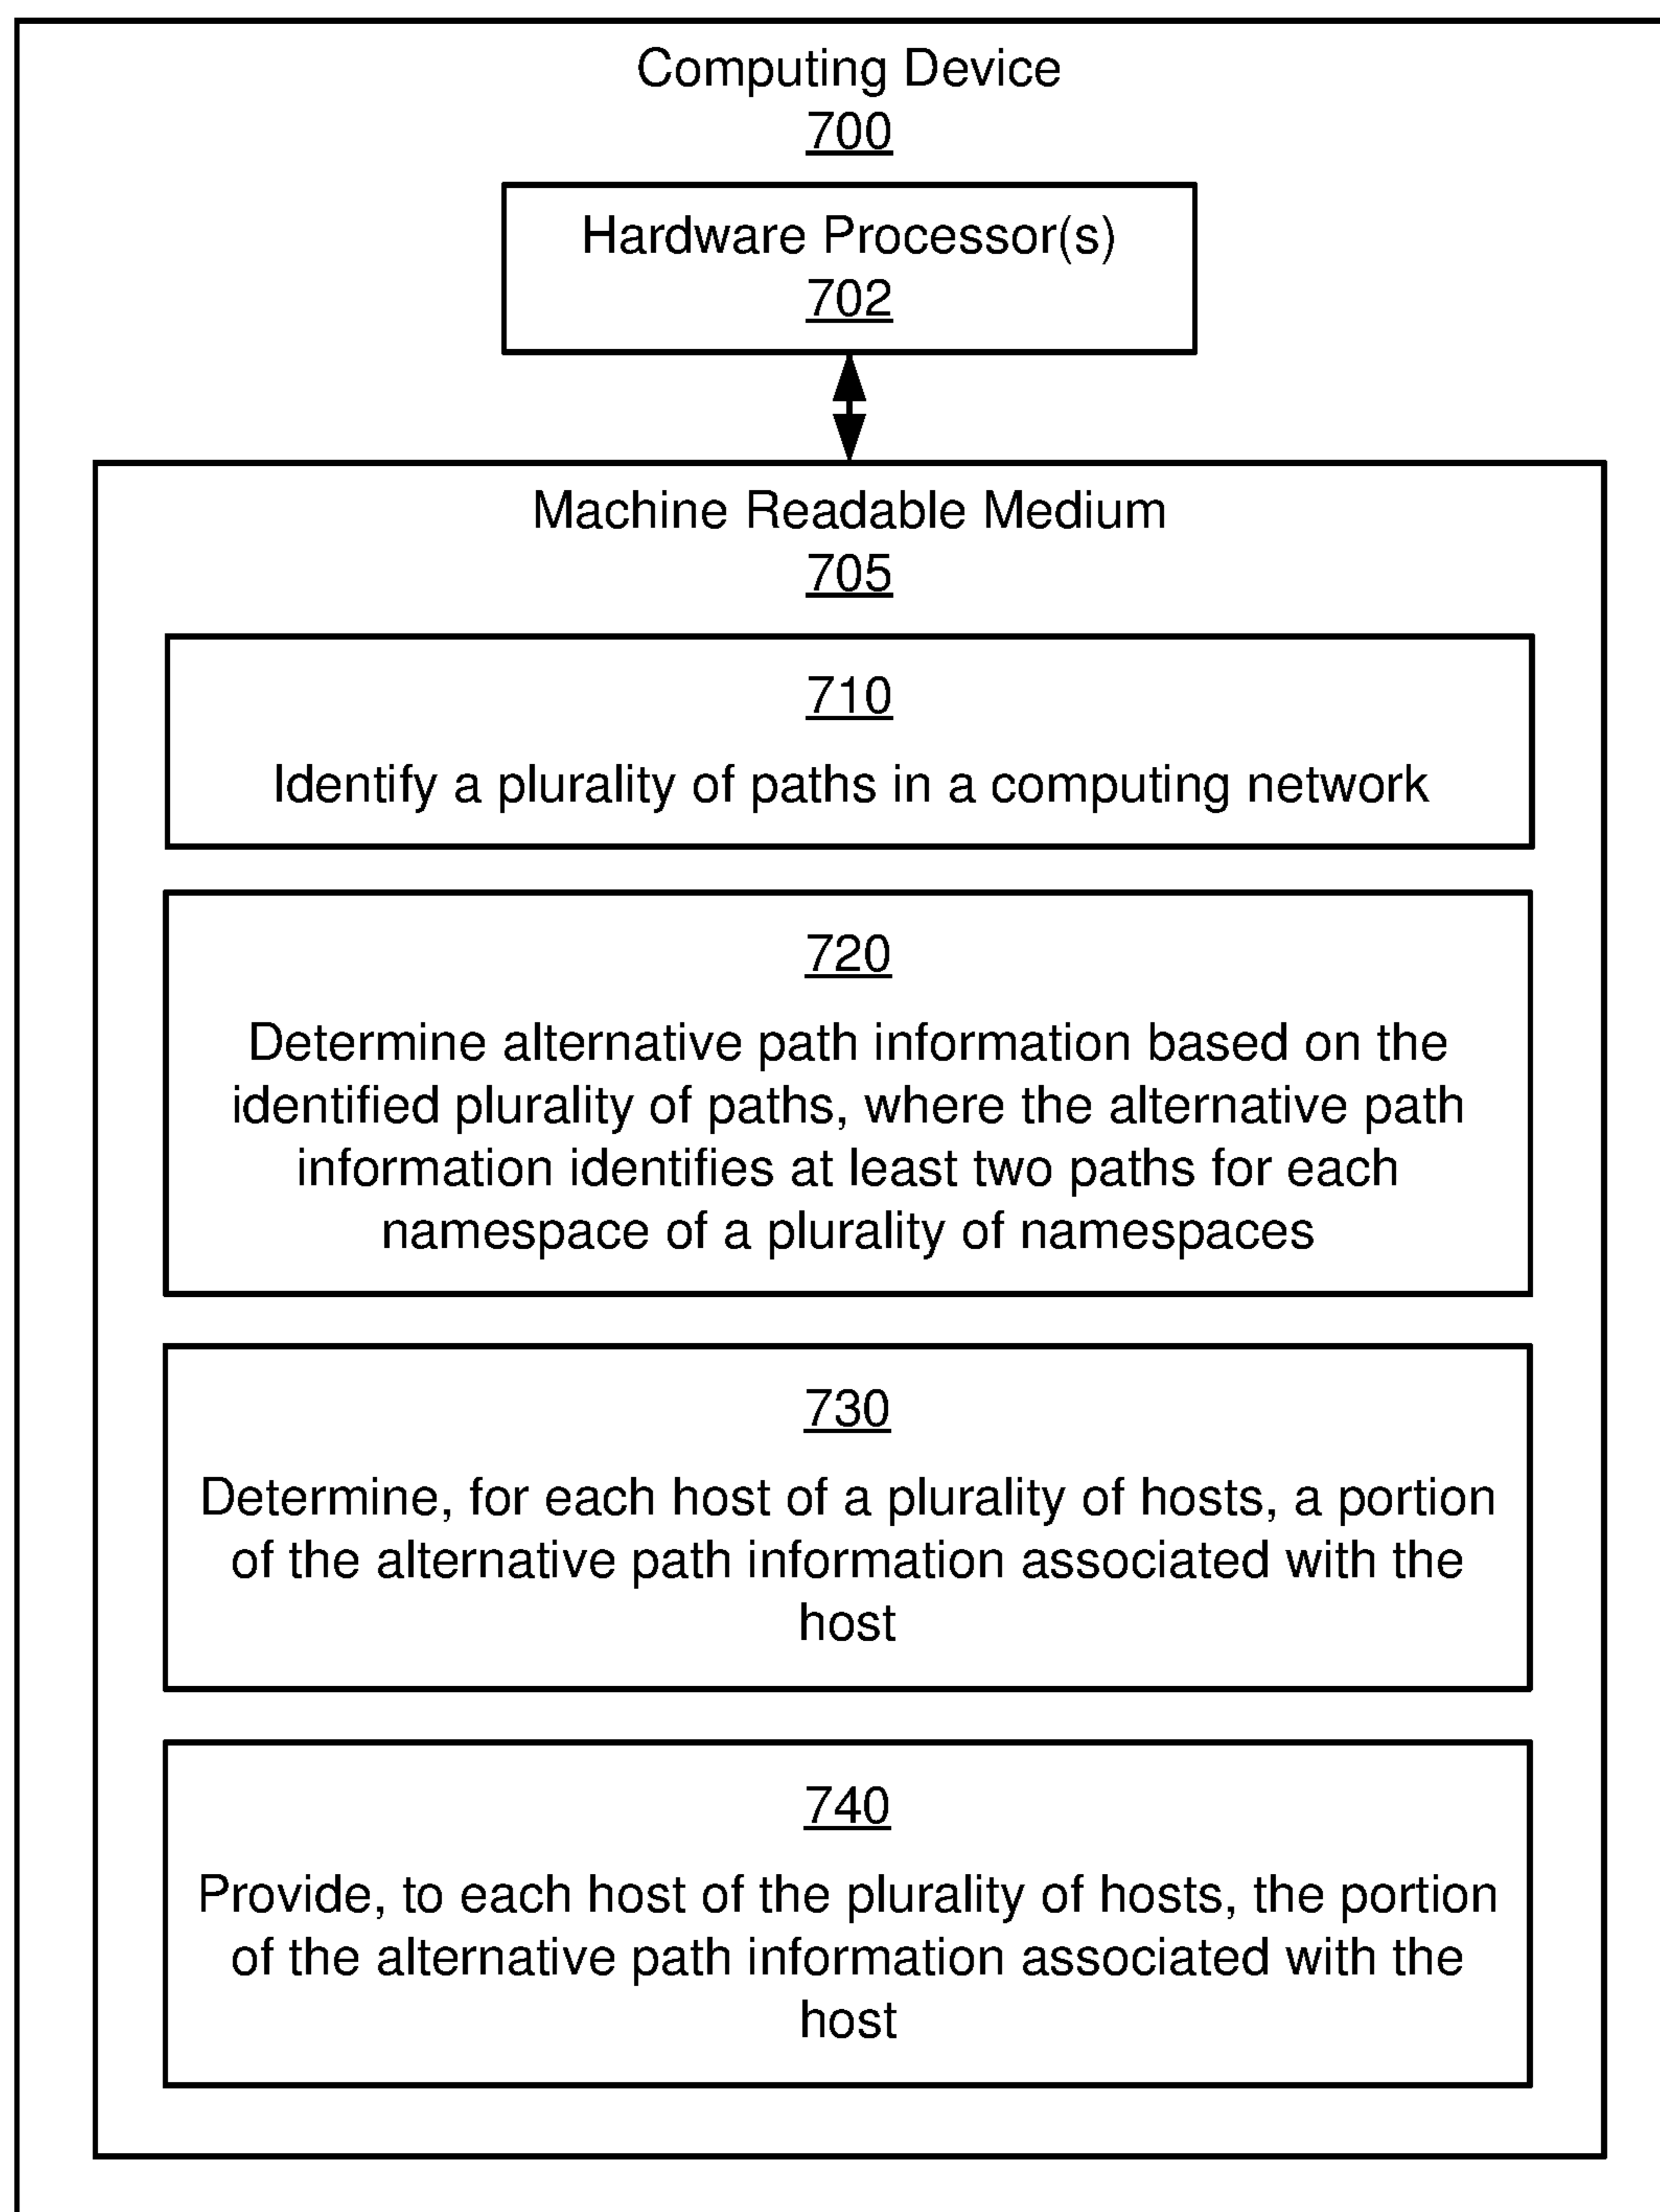 Computing Device
700
Hardware Processor(s)
702
Machine Readable Medium
705
710
Identify a plurality of paths in a computing network
720
Determine alternative path information based on the
identified plurality of paths, where the alternative path
information identifies at least two paths for each
namespace of a plurality of namespaces
730
Determine, for each host of a plurality of hosts, a portion
of the alternative path information associated with the
host
740
Provide, to each host of the plurality of hosts, the portion
of the alternative path information associated with the
host